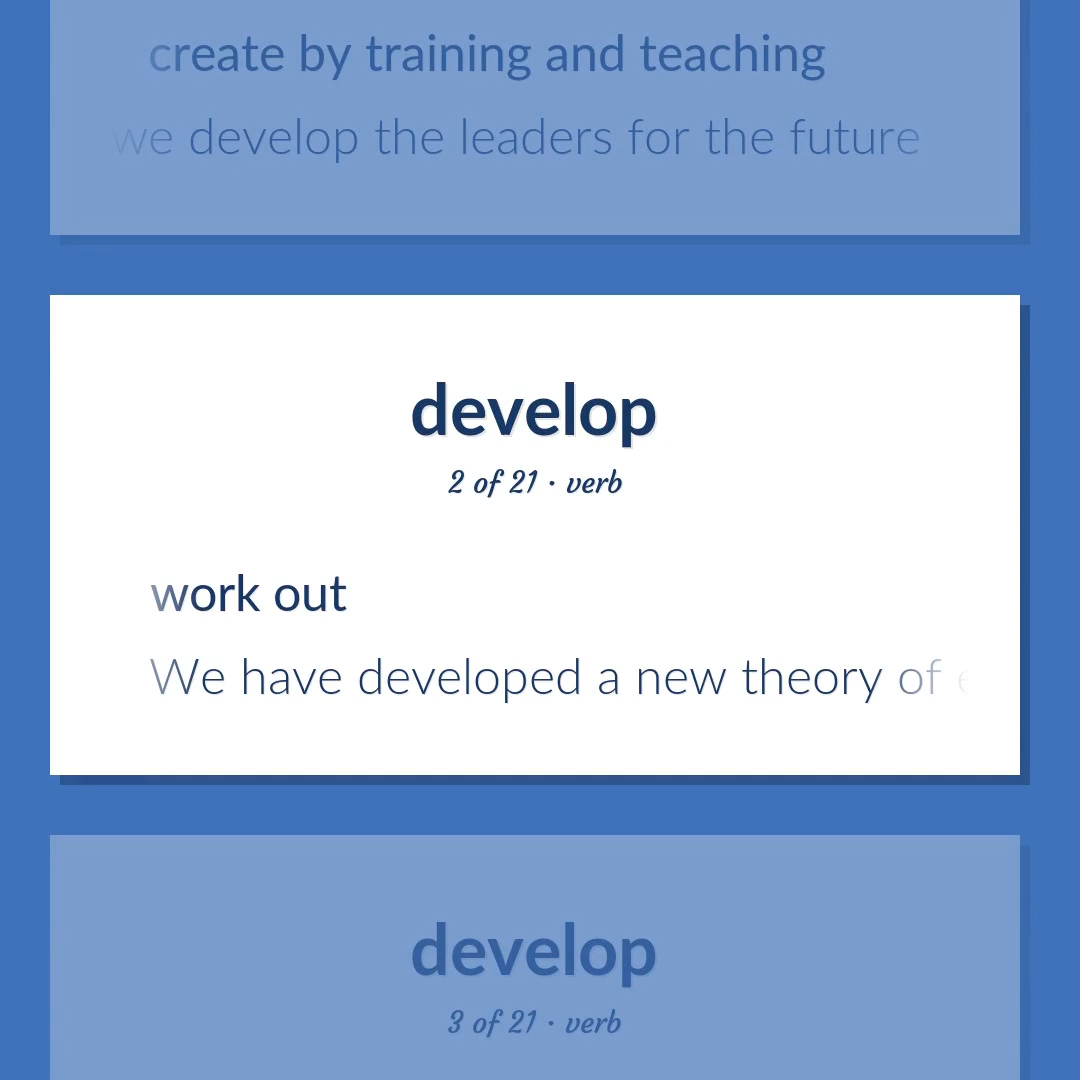 create by training and teaching
we develop the leaders for the future
develop
2 of 21 · verb
work out
We have developed a new theory of
develop
3 of 21 · verb